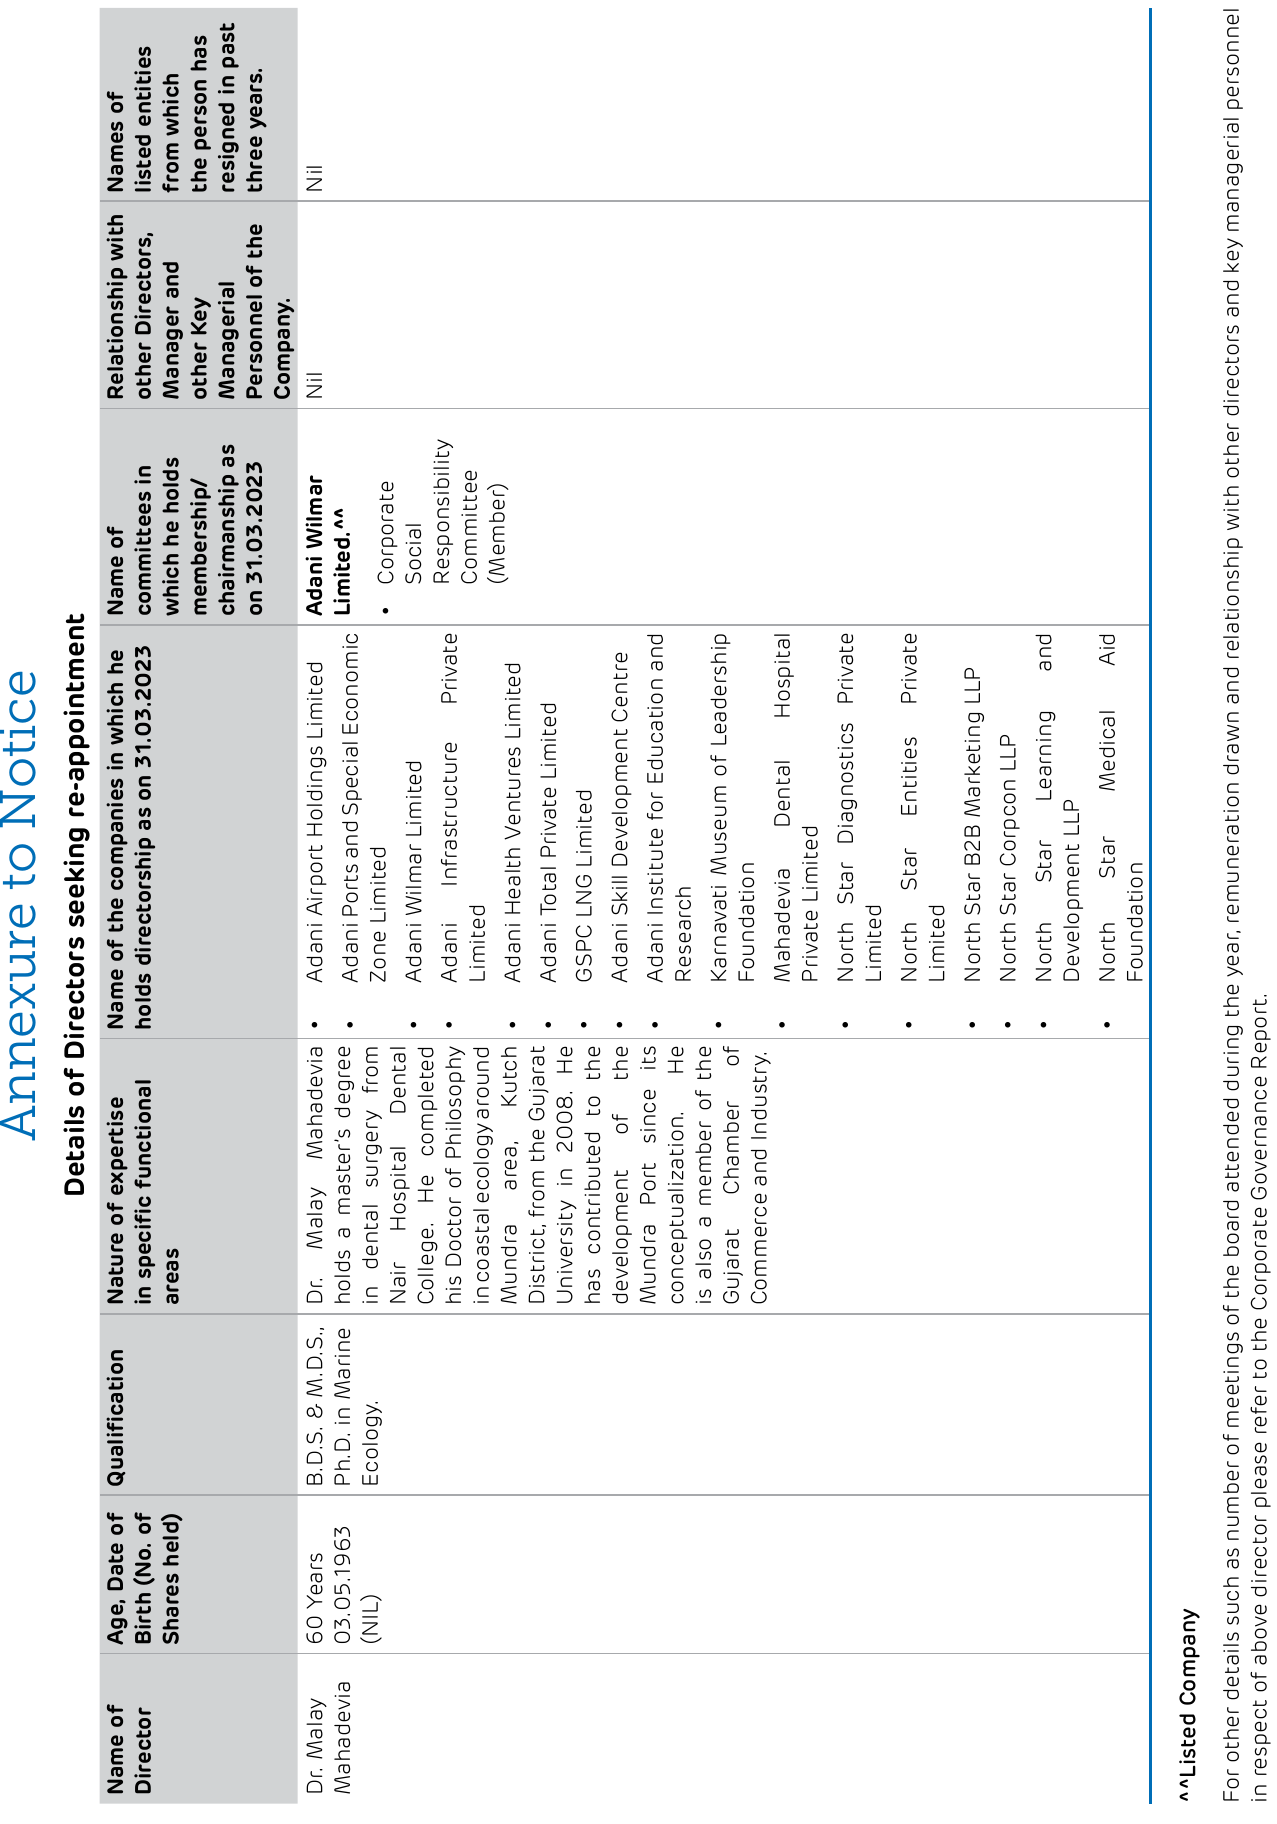 Annexure to Notice
Details of Directors seeking re-appointment
Name of
Director
Age, Date of
Birth (No. of
Shares held)
Qualification
Nature of expertise
in specific functional
areas
Name of the companies in which he
holds directorship as on 31.03.2023
Name of
committees in
which he holds
membership/
chairmanship as
on 31.03.2023
Relationship with
other Directors,
Manager and
other Key
Managerial
Personnel of the
Company.
Names of
listed entities
from which
the person has
resigned in past
three years.
Dr. Malay
Mahadevia
60 Years
03.05.1963
(NIL)
B.D.S. & M.D.S.,
Ph.D. in Marine
Ecology.
Dr. Malay Mahadevia
holds a master's degree
in dental surgery from
Nair Hospital Dental
College. He completed
his Doctor of Philosophy
in coastal ecology around
Mundra area, Kutch
District, from the Gujarat
University in 2008. He
has contributed to the
development of the
Mundra Port since its
conceptualization. He
is also a member of the
Gujarat Chamber of
Commerce and Industry.
• Adani Airport Holdings Limited
• Adani Ports and Special Economic
Zone Limited
• Adani Wilmar Limited
• Adani Infrastructure Private
Limited
• Adani Health Ventures Limited
• Adani Total Private Limited
• GSPC LNG Limited
• Adani Skill Development Centre
• Adani Institute for Education and
Research
• Karnavati Museum of Leadership
Foundation
• Mahadevia Dental Hospital
Private Limited
• North Star Diagnostics Private
Limited
• North Star Entities Private
Limited
• North Star B2B Marketing LLP
• North Star Corpcon LLP
• North Star Learning and
Development LLP
• North Star Medical Aid
Foundation
Adani Wilmar
Limited.^^
• Corporate
Social
Responsibility
Committee
(Member)
Nil
Nil
^^Listed Company
For other details such as number of meetings of the board attended during the year, remuneration drawn and relationship with other directors and key managerial personnel
in respect of above director please refer to the Corporate Governance Report.